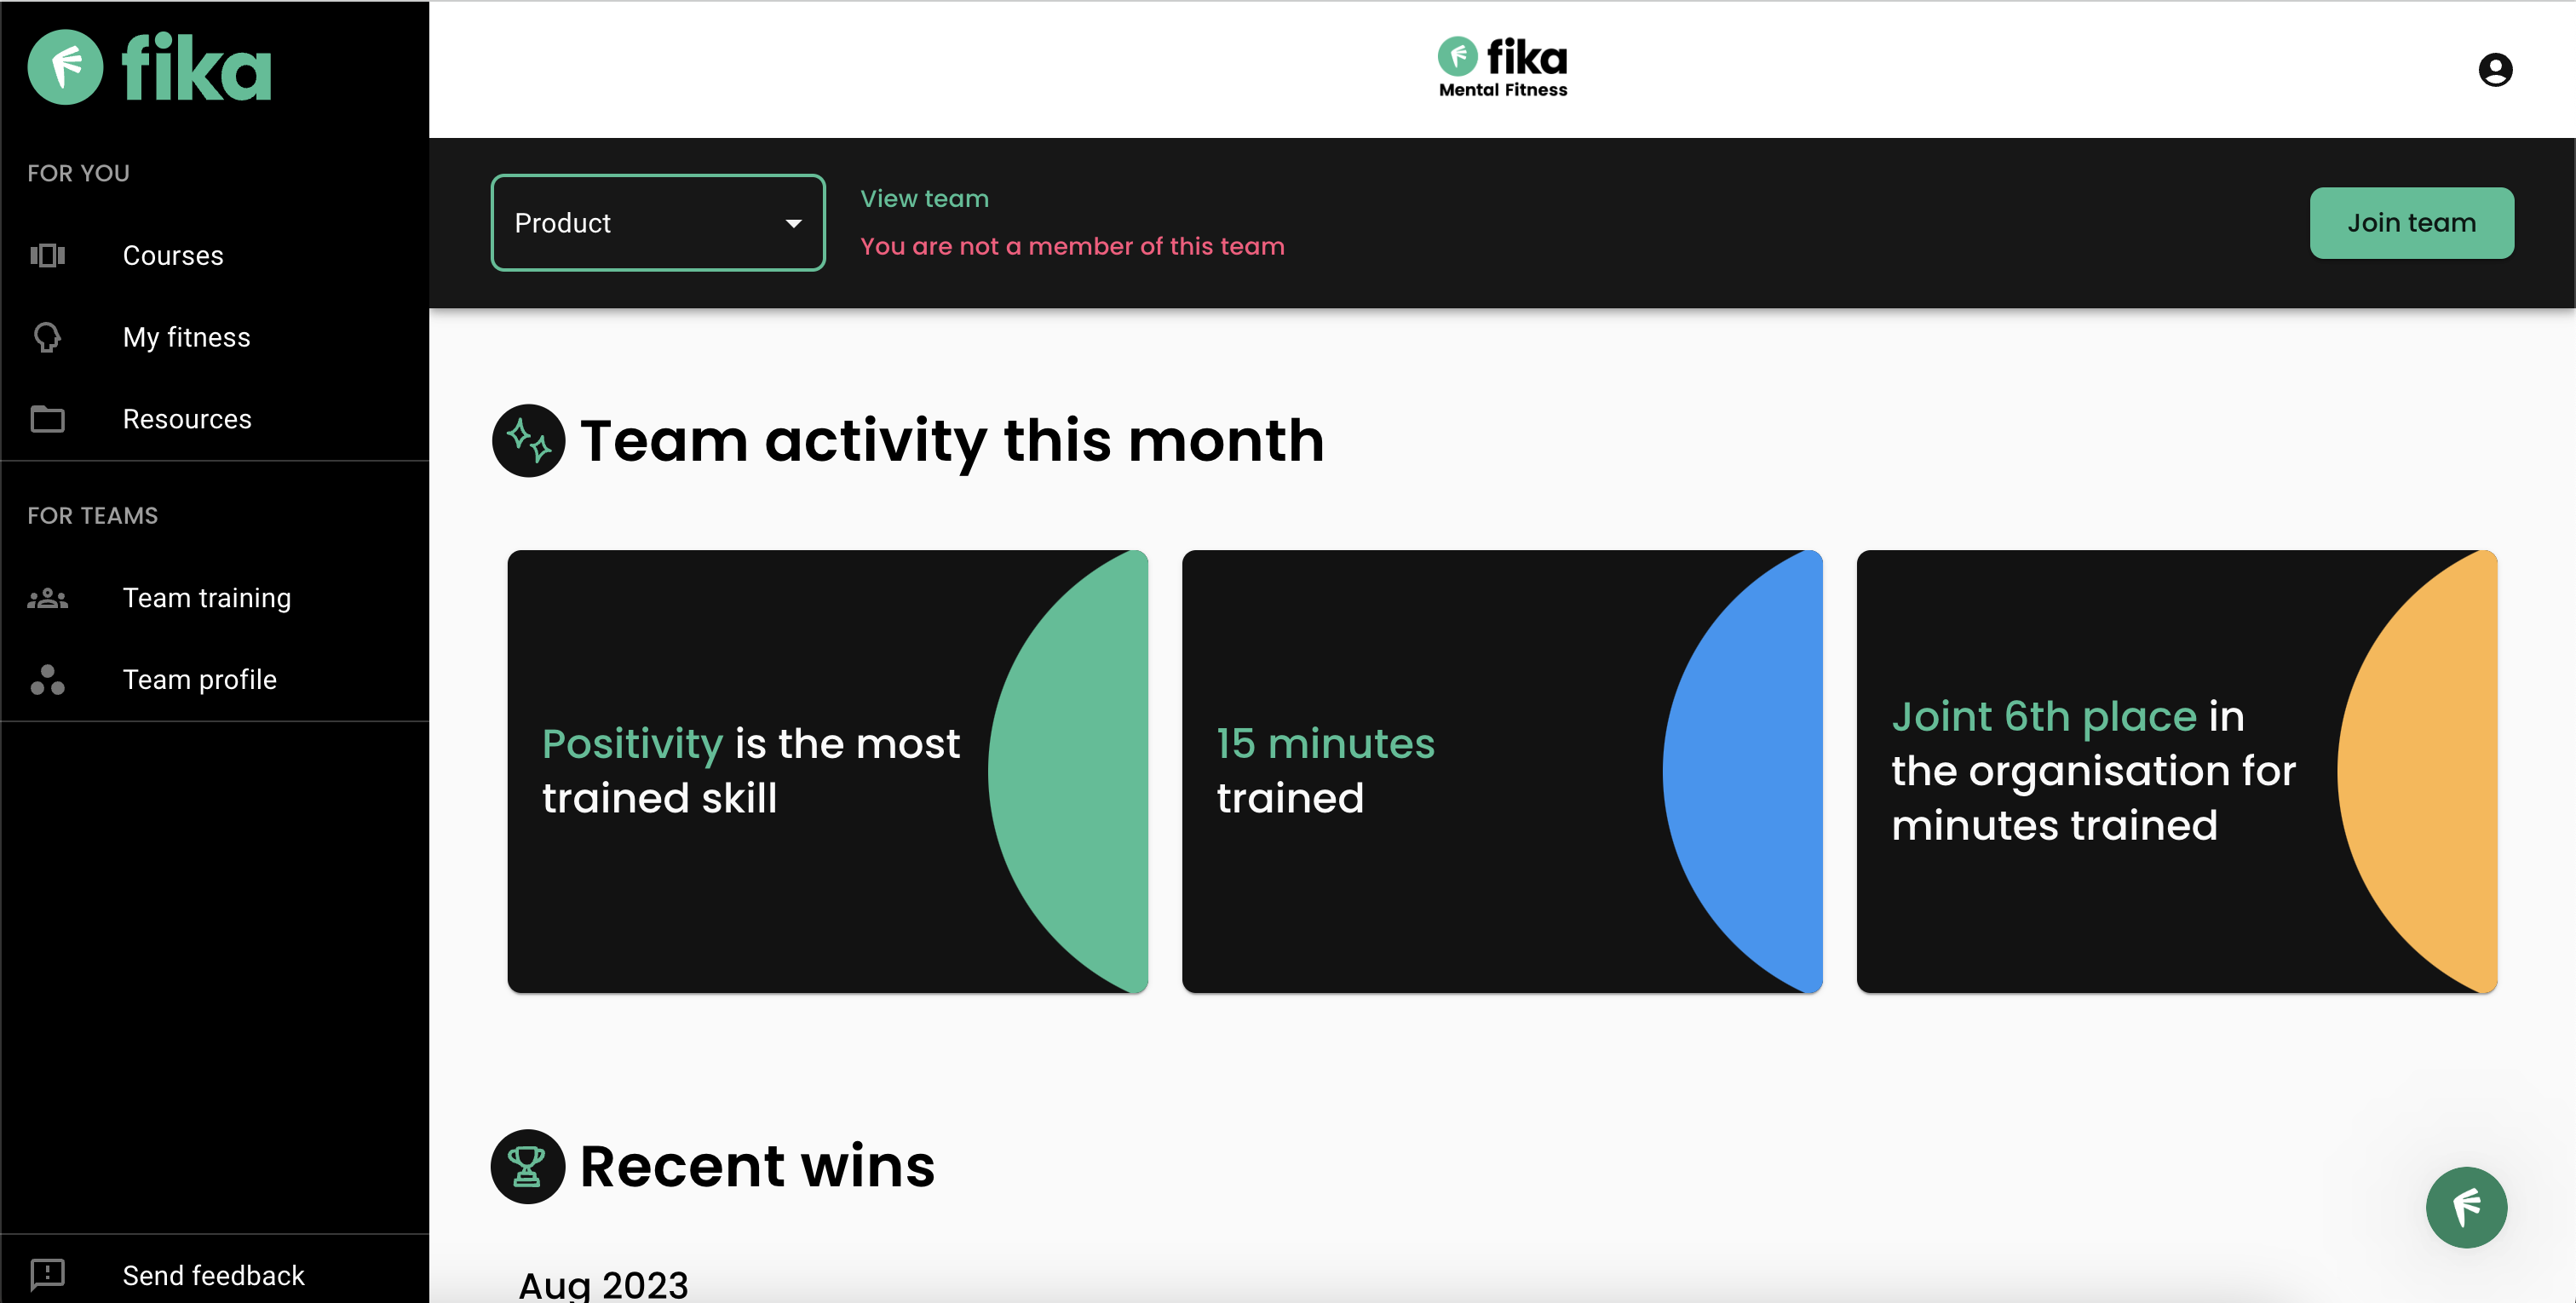 fika
FOR YOU
Courses
My fitness
Resources
FOR TEAMS
Team training
Team profile
Send feedback
fika
Mental Fitness
Product
View team
You are not a member of this team
Join team
Team activity this month
Positivity is the most
trained skill
15 minutes
trained
Joint 6th place in
the organisation for
minutes trained
Recent wins
Aug 2023